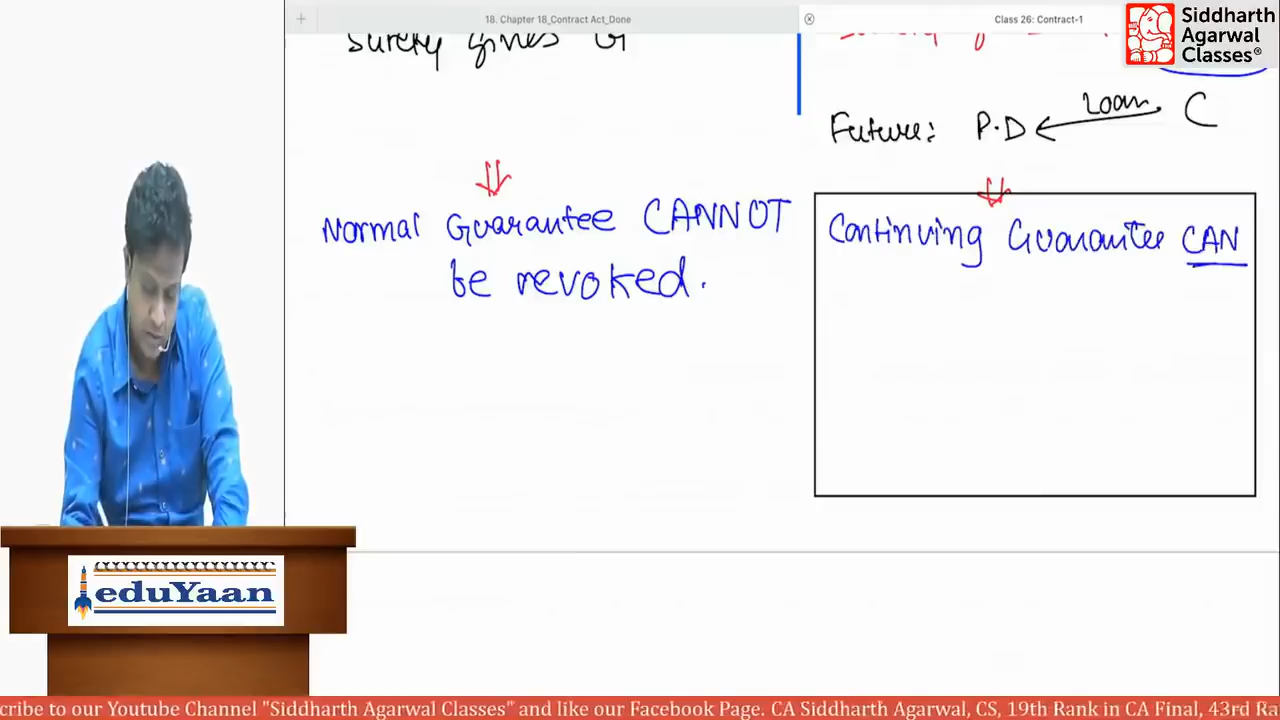 18. Chapter 18_Contract Act_Done
Class 26: Contract-1
Siddharth
Agarwal
Classes®
Surety gives G
Future: P.D
Loan
C
Normal Guarantee CANNOT
be revoked.
Continuing Guarantee CAN
eduYaan
cribe to our Youtube Channel "Siddharth Agarwal Classes" and like our Facebook Page. CA Siddharth Agarwal, CS, 19th Rank in CA Final, 43rd Ra